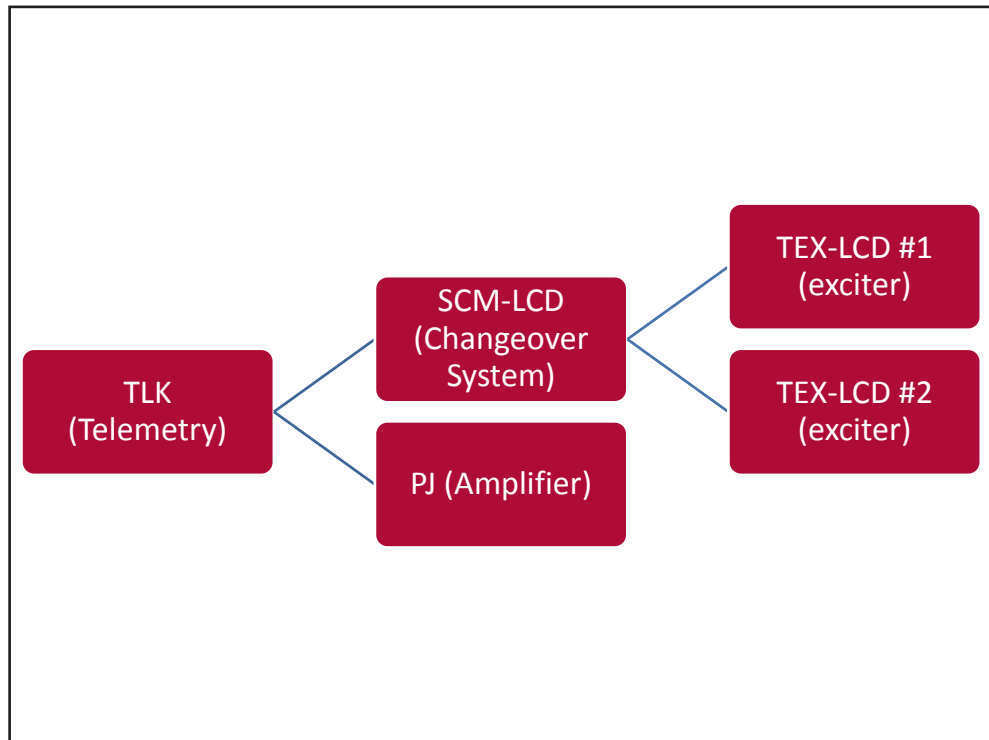 TLK
(Telemetry)
SCM-LCD
(Changeover
System)
PJ (Amplifier)
TEX-LCD #1
(exciter)
TEX-LCD #2
(exciter)